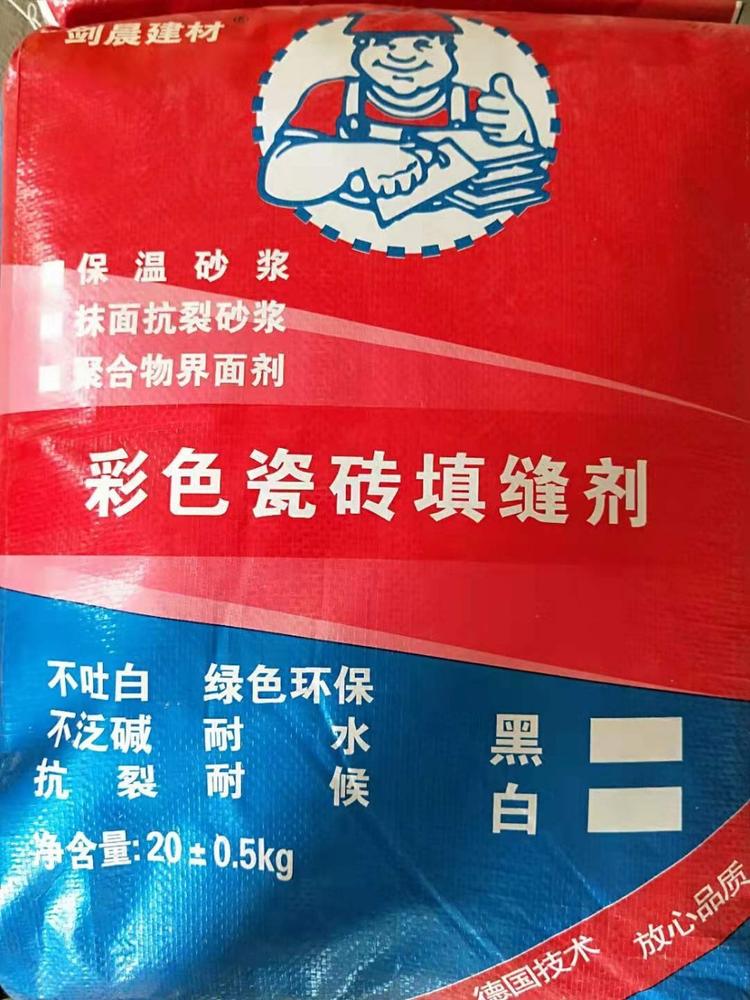 剑晨建材®
保温砂浆
抹面抗裂砂浆
聚合物界面剂
彩色瓷砖填缝剂
不吐白 绿色环保
不泛碱 耐水
抗裂 耐候
黑
白
净含量:20±0.5kg
德国技术 放心品质